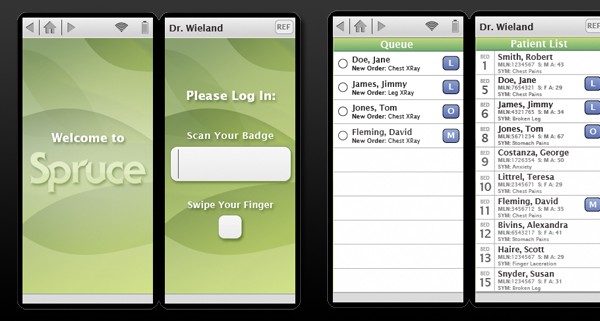 Welcome to
Spruce
Dr. Wieland
REF
Please Log In:
Scan Your Badge
Swipe Your Finger
Queue
Doe, Jane
New Order: Chest XRay
L
James, Jimmy
New Order: Leg XRay
L
Jones, Tom
New Order: Chest XRay
O
Fleming, David
New Order: Chest XRay
M
Dr. Wieland
REF
Patient List
BED 1
Smith, Robert
MLN:1234567 S: M A: 43
SYM: Chest Pains
BED 5
Doe, Jane
MLN:7654321 S: F A: 29
SYM: Chest Pains
L
BED 6
James, Jimmy
MLN:4321765 S: M A: 34
SYM: Broken Leg
L
BED 8
Jones, Tom
MLN:5671234 S: M A: 67
SYM: Stomach Pains
O
BED 9
Costanza, George
MLN:1726354 S: M A: 50
SYM: Anxiety
BED 10
Littrel, Teresa
MLN:2345671 S: F A: 29
SYM: Chest Pains
BED 11
Fleming, David
MLN:3456712 S: M A: 35
SYM: Chest Pains
M
BED 12
Bivins, Alexandra
MLN:6543217 S: F A: 41
SYM: Stomach Pains
BED 13
Haire, Scott
MLN:1234567 S: M A: 29
SYM: Finger Laceration
BED 15
Snyder, Susan
MLN:1234567 S: M A: 31
SYM: Broken Leg